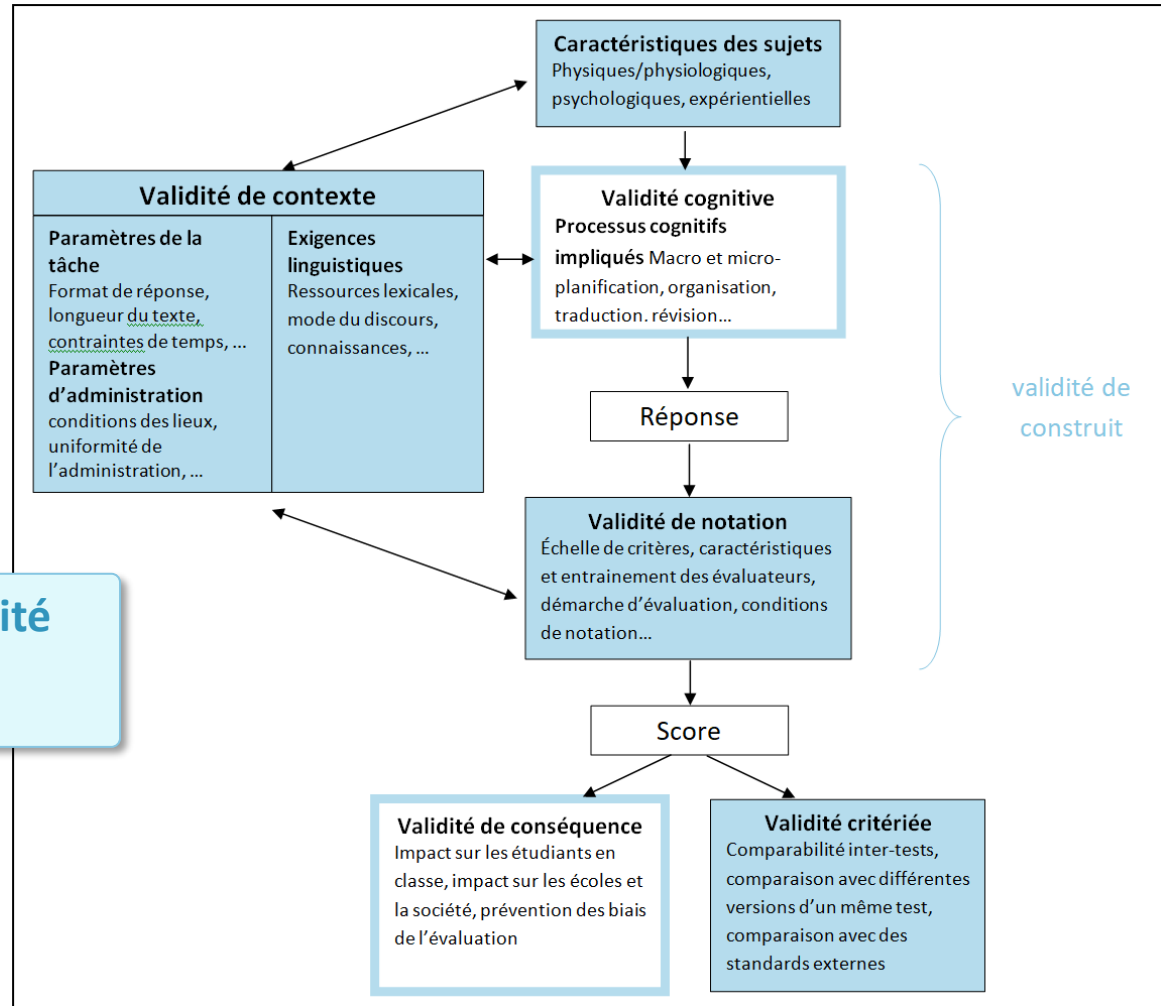 Caractéristiques des sujets
Physiques/physiologiques,
psychologiques, expérientielles
Validité de contexte
Paramètres de la
tâche
Format de réponse,
longueur du texte,
contraintes de temps, ...
Paramètres
d’administration
conditions des lieux,
uniformité de
l’administration, ...
Exigences
linguistiques
Ressources lexicales,
mode du discours,
connaissances, ...
Validité cognitive
Processus cognitifs
impliqués Macro et micro-
planification, organisation,
traduction. révision...
Réponse
validité de
construit
Validité de notation
Échelle de critères, caractéristiques
et entrainement des évaluateurs,
démarche d’évaluation, conditions
de notation...
ité
Score
Validité de conséquence
Impact sur les étudiants en
classe, impact sur les écoles et
la société, prévention des biais
de l’évaluation
Validité critériée
Comparabilité inter-tests,
comparaison avec différentes
versions d’un même test,
comparaison avec des
standards externes